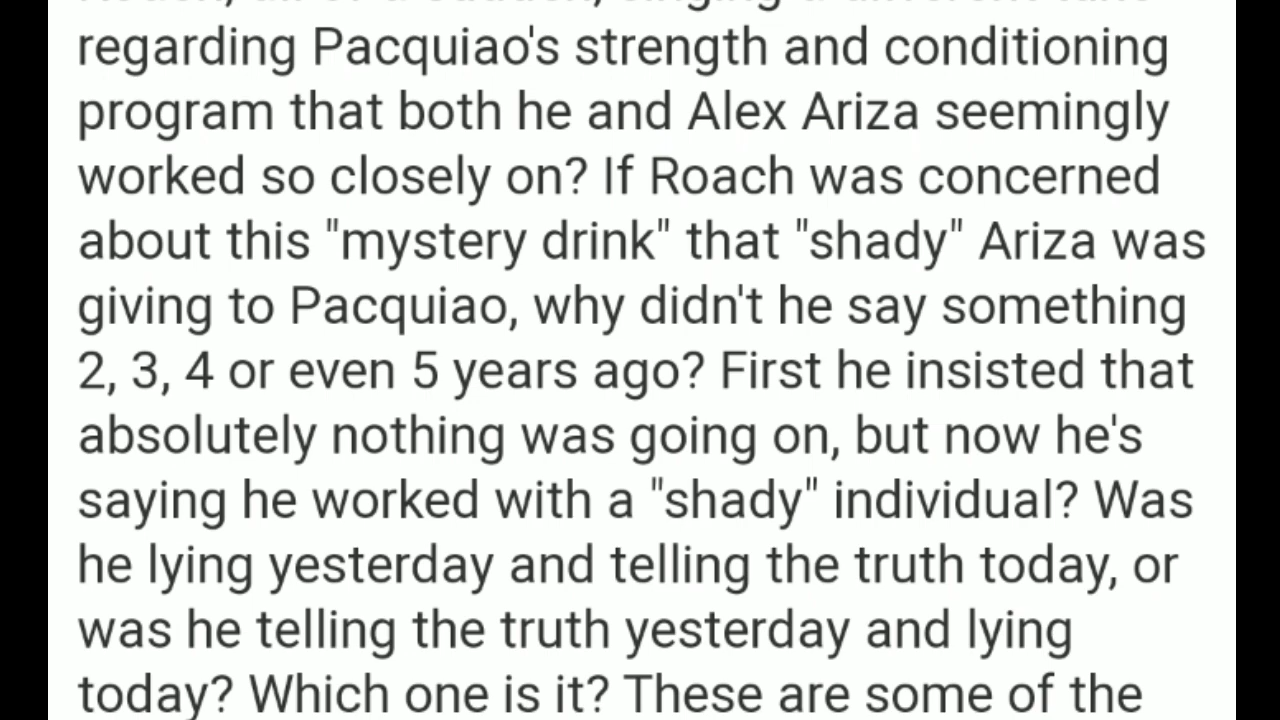 regarding Pacquiao's strength and conditioning
program that both he and Alex Ariza seemingly
worked so closely on? If Roach was concerned
about this "mystery drink" that "shady" Ariza was
giving to Pacquiao, why didn't he say something
2, 3, 4 or even 5 years ago? First he insisted that
absolutely nothing was going on, but now he's
saying he worked with a "shady" individual? Was
he lying yesterday and telling the truth today, or
was he telling the truth yesterday and lying
today? Which one is it? These are some of the